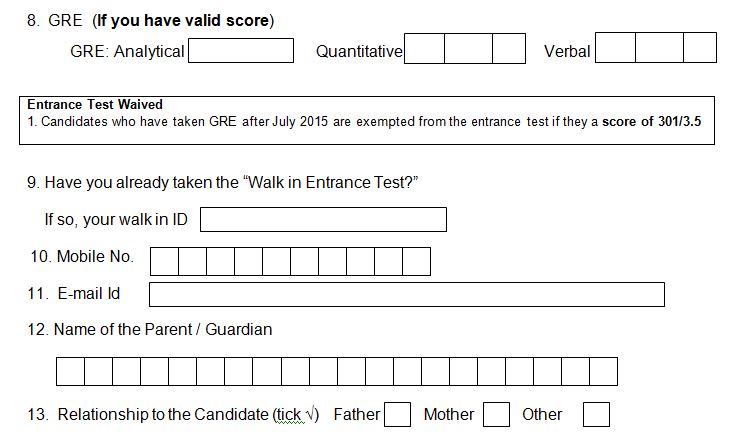 8. GRE (If you have valid score)
GRE: Analytical Quantitative Verbal
Entrance Test Waived
1. Candidates who have taken GRE after July 2015 are exempted from the entrance test if they a score of 301/3.5
9. Have you already taken the “Walk in Entrance Test?”
If so, your walk in ID
10. Mobile No.
11. E-mail Id
12. Name of the Parent / Guardian
13. Relationship to the Candidate (tick √) Father Mother Other